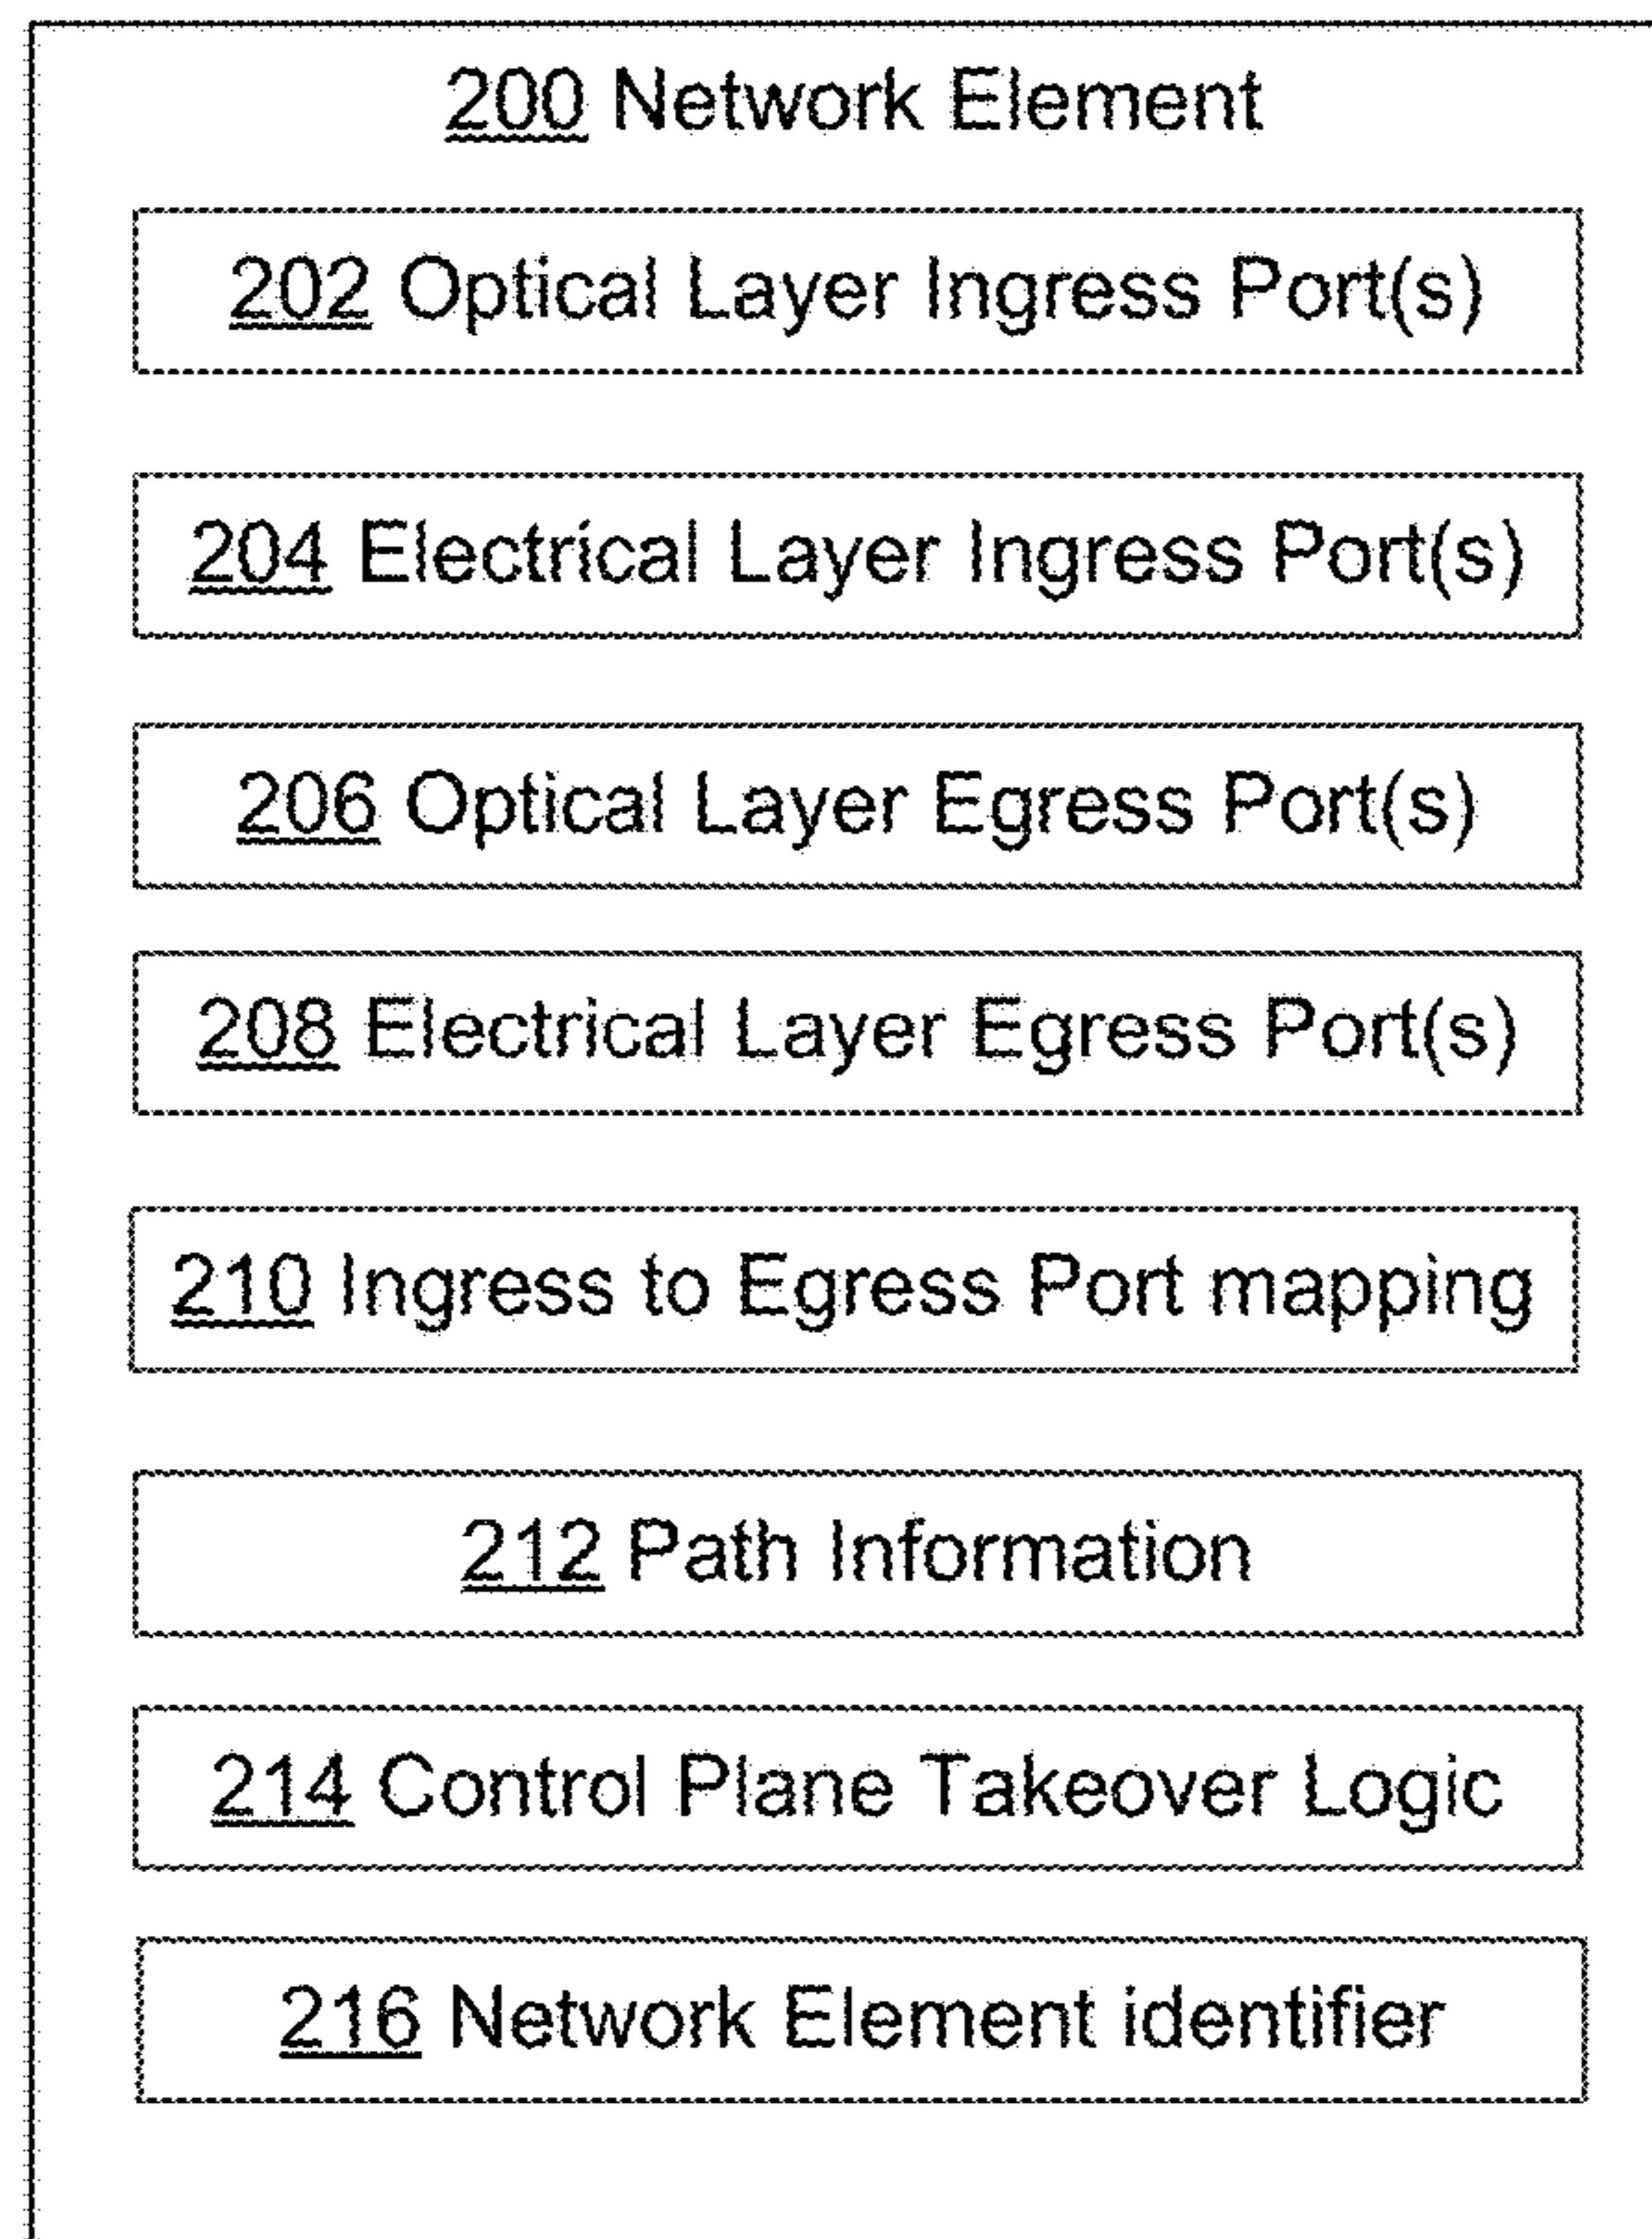 200 Network Element
202 Optical Layer Ingress Port(s)
204 Electrical Layer Ingress Port(s)
206 Optical Layer Egress Port(s)
208 Electrical Layer Egress Port(s)
210 Ingress to Egress Port mapping
212 Path Information
214 Control Plane Takeover Logic
216 Network Element identifier